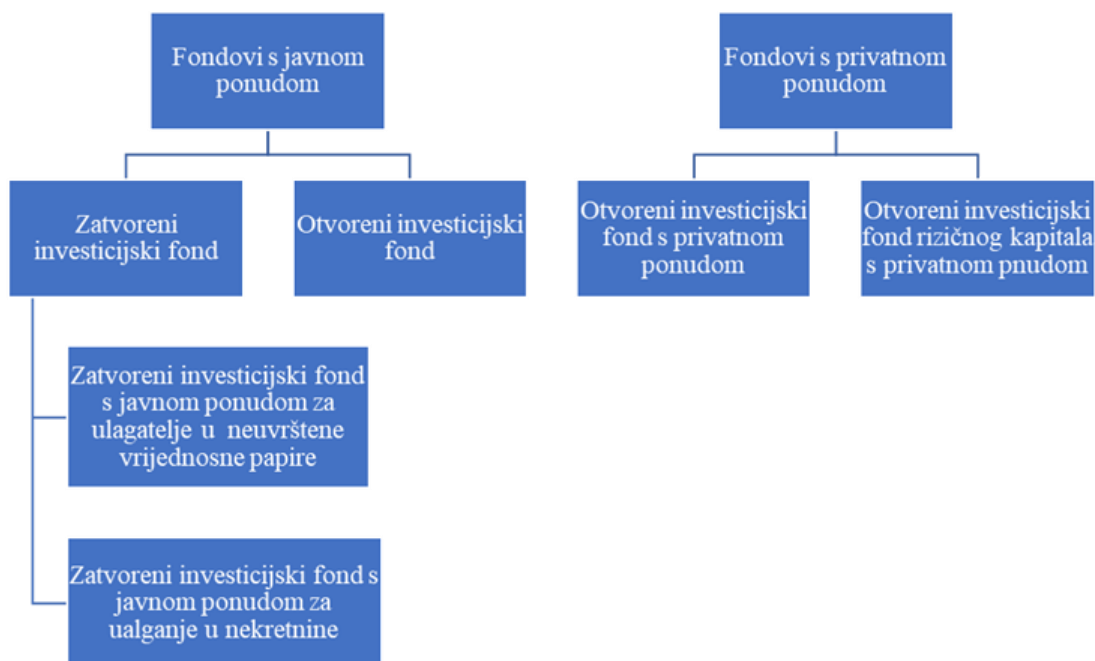 Fondovi s javnom
ponudom
Fondovi s privatnom
ponudom
Zatvoreni
investicijski fond
Otvoreni investicijski
fond
Otvoreni investicijski
fond s privatnom
ponudom
Otvoreni investicijski
fond rizičnog kapitala
s privatnom pnudom
Zatvoreni investicijski fond
s javnom ponudom za
ulagatelje u neuvrštene
vrijednosne papire
Zatvoreni investicijski fond s
javnom ponudom za
ualganje u nekretnine